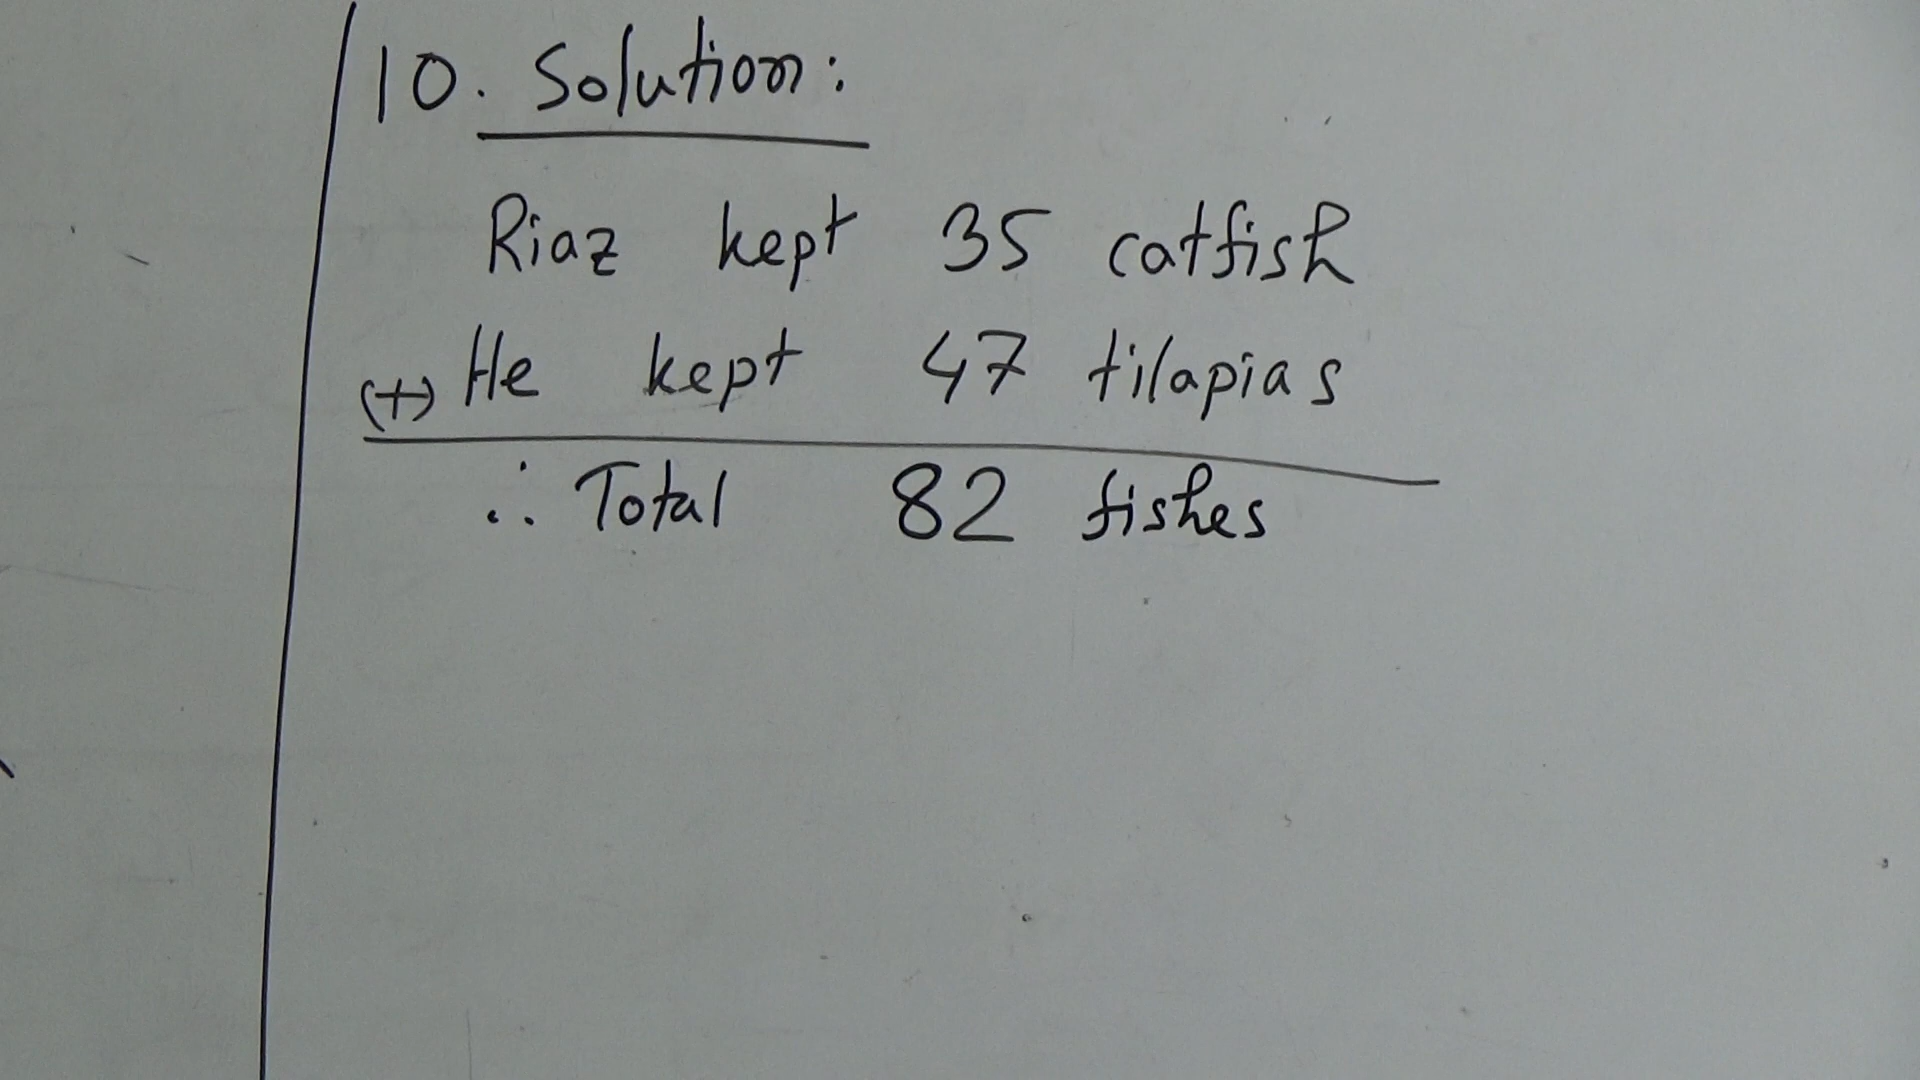 10. Solution:
Riaz kept 35 catfish
(+) He kept 47 tilapias
∴ Total 82 fishes